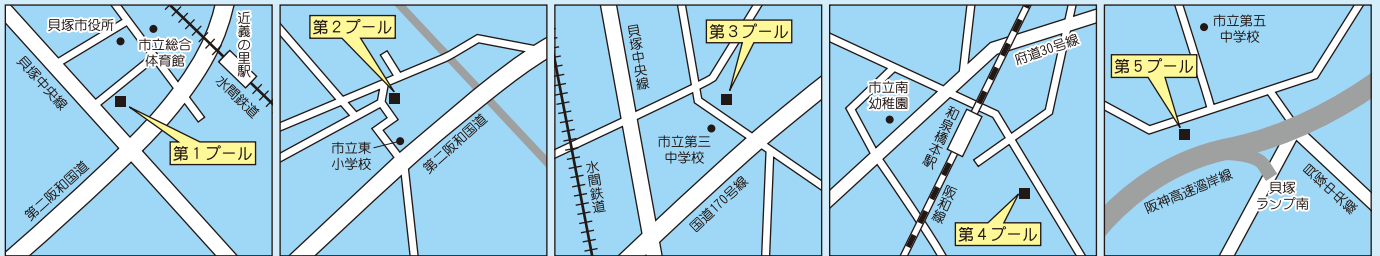 貝塚市役所
市立総合
体育館
近義の里駅
水間鉄道
貝塚中央線
第1プール
第二阪和国道
第2プール
市立東
小学校
第二阪和国道
貝塚中央線
第3プール
市立第三
中学校
水間鉄道
国道170号線
府道30号線
市立南
幼稚園
和泉橋本駅
阪和線
第4プール
市立第五
中学校
第5プール
阪神高速湾岸線
貝塚
ランプ南
貝塚中央線